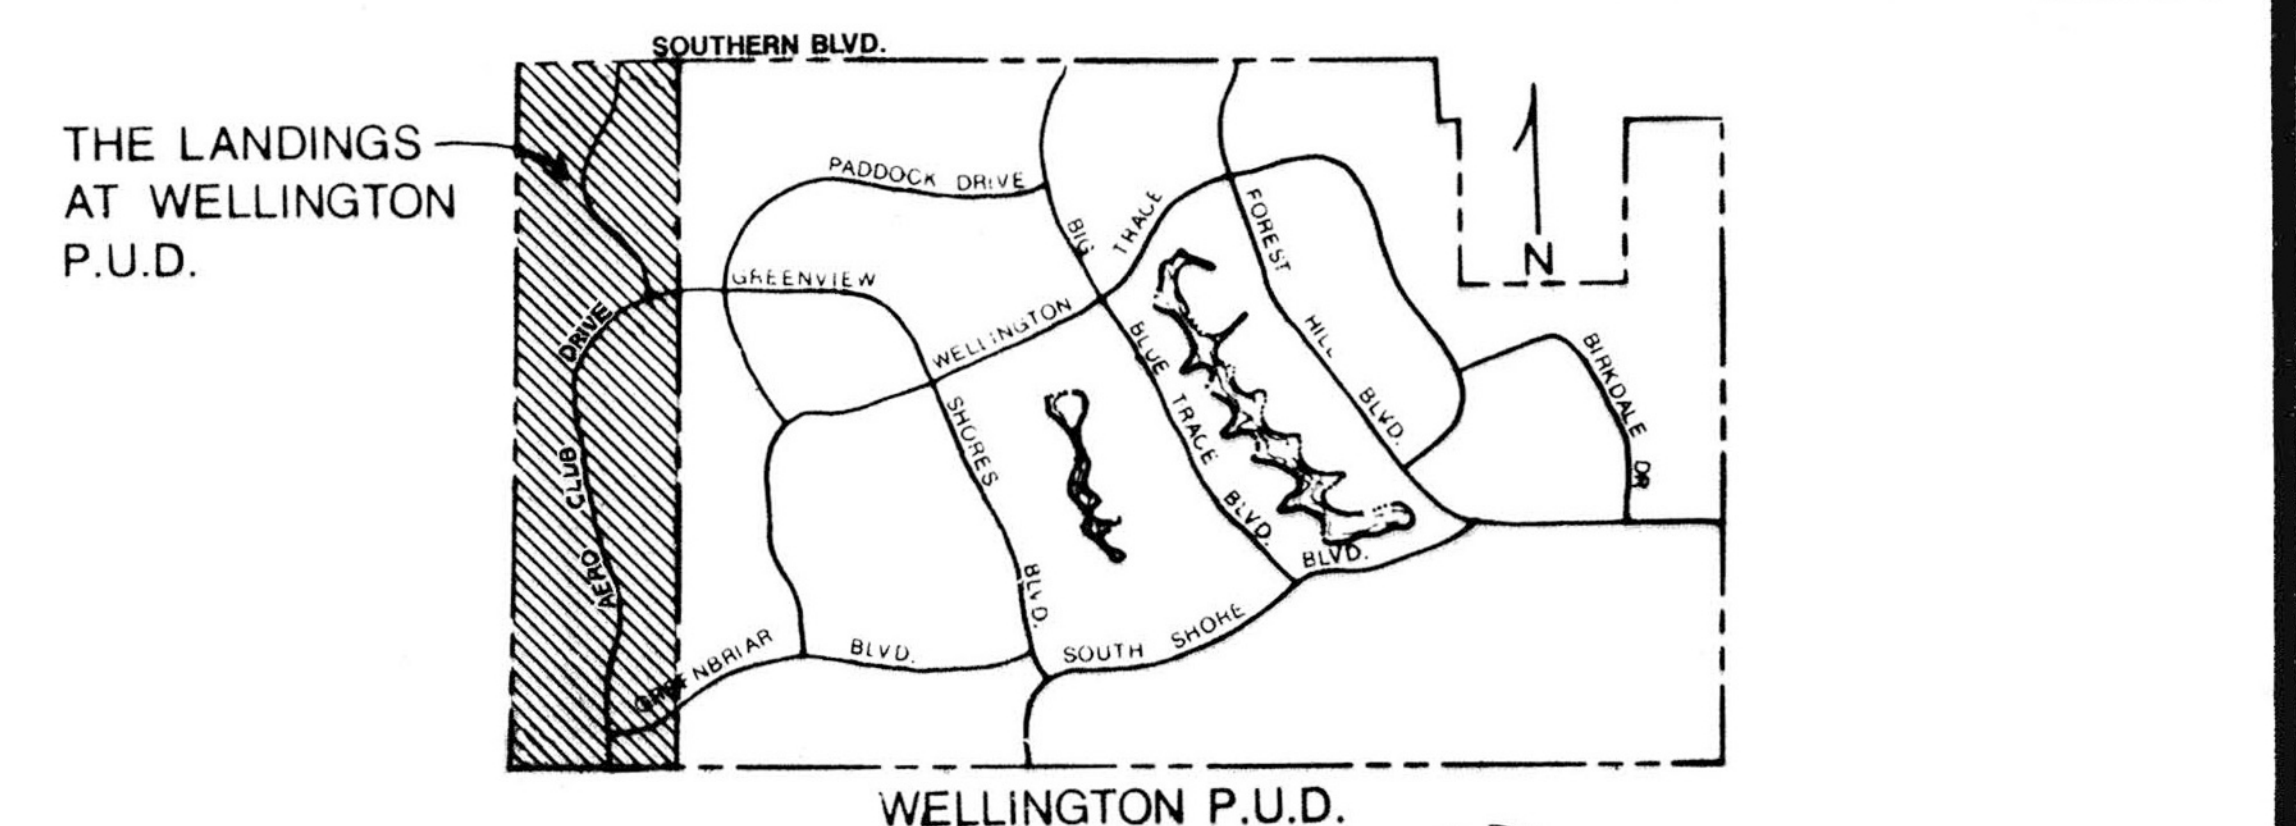 SOUTHERN BLVD.
THE LANDINGS
AT WELLINGTON
P.U.D.
PADDOCK DRIVE
BIG
TRACE
FOREST
N
GREENVIEW
WELLINGTON
DRIVE
BLUE
HILL
BIRKDALE
SHORES
TRACE
BLVD.
CLUB
DR
BLVD.
AERO
BLVD.
BLVD.
GREENBRIAR
BLVD.
SOUTH
SHORE
WELLINGTON P.U.D.